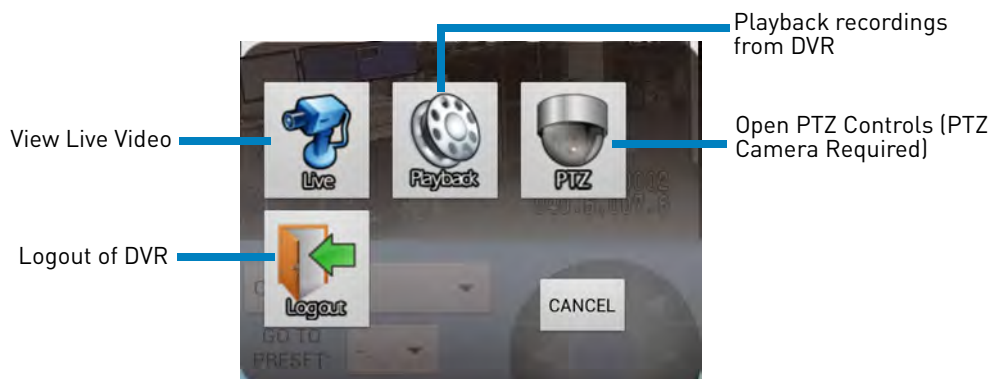 Playback recordings
from DVR
View Live Video
Open PTZ Controls (PTZ
Camera Required)
Live
Playback
PTZ
Logout of DVR
Logout
CANCEL
GO TO
PRESET: